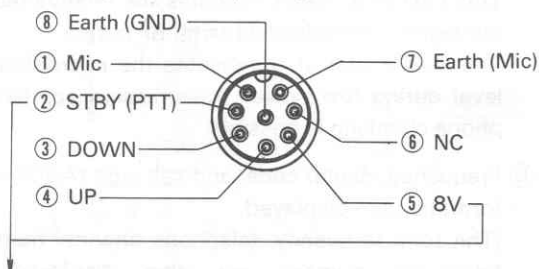 ⑧ Earth (GND)
① Mic
⑦ Earth (Mic)
② STBY (PTT)
③ DOWN
⑥ NC
④ UP
⑤ 8V